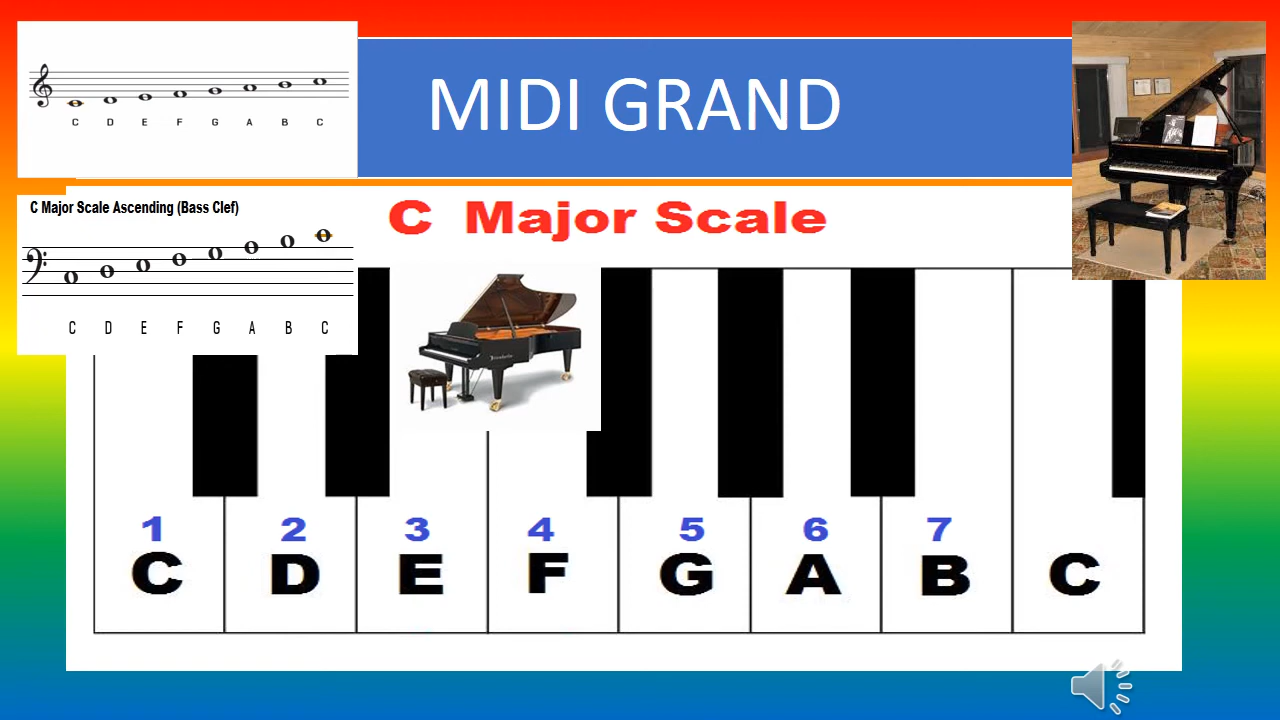 MIDI GRAND
C D E F G A B C
C Major Scale Ascending (Bass Clef)
C D E F G A B C
C Major Scale
1 2 3 4 5 6 7
C D E F G A B C